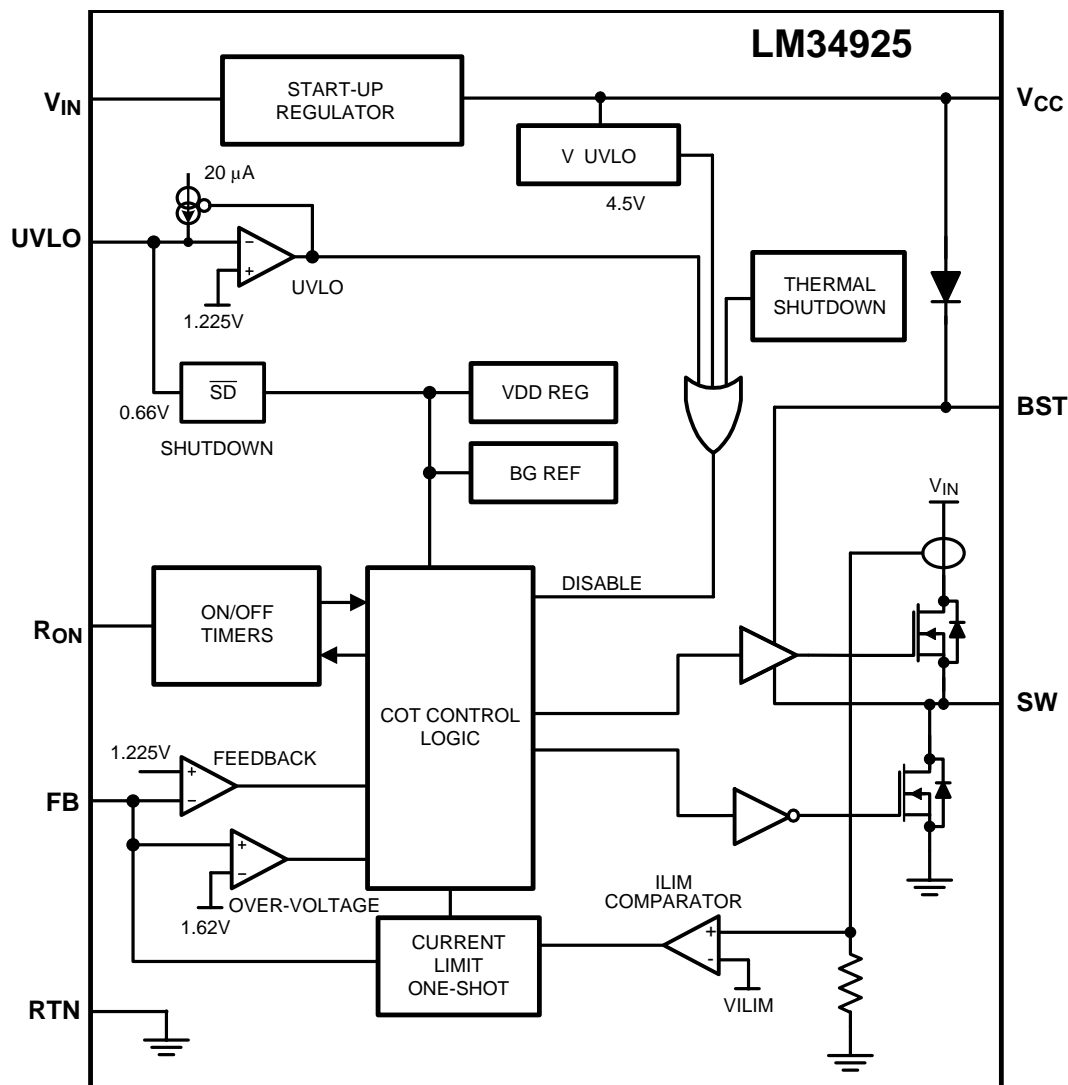 LM34925
VIN
START-UP
REGULATOR
VCC
V UVLO
4.5V
20 μA
UVLO
-
+
UVLO
1.225V
THERMAL
SHUTDOWN
0.66V
SD
SHUTDOWN
VDD REG
BG REF
BST
VIN
DISABLE
RON
ON/OFF
TIMERS
COT CONTROL
LOGIC
SW
1.225V
FEEDBACK
+
-
FB
+
-
OVER-VOLTAGE
1.62V
ILIM
COMPARATOR
+
-
VILIM
CURRENT
LIMIT
ONE-SHOT
RTN